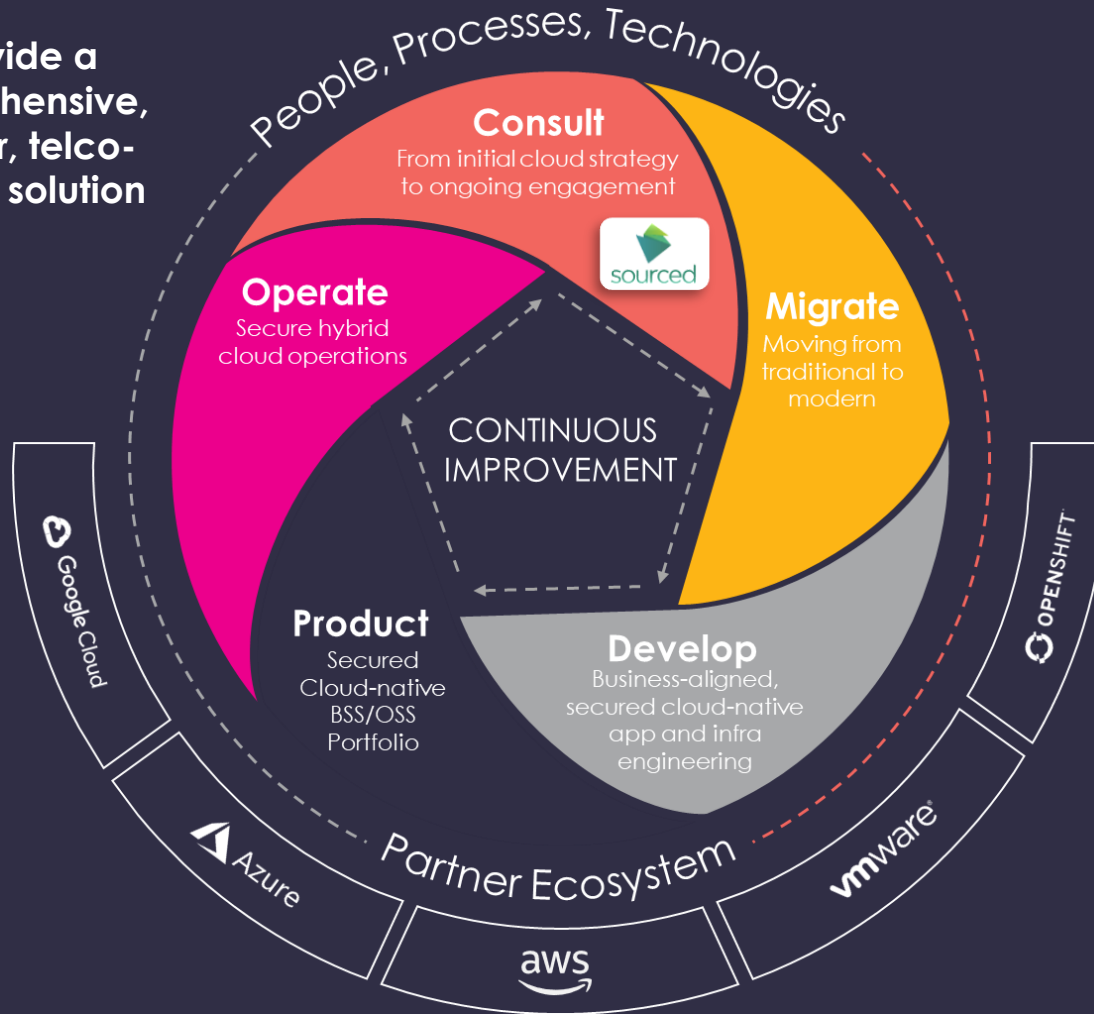 vide a
hensive,
r, telco-
solution
People, Processes, Technologies
Consult
From initial cloud strategy
to ongoing engagement
sourced
Operate
Secure hybrid
cloud operations
Migrate
Moving from
traditional to
modern
CONTINUOUS
IMPROVEMENT
Product
Secured
Cloud-native
BSS/OSS
Portfolio
Develop
Business-aligned,
secured cloud-native
app and infra
engineering
Partner Ecosystem
Google Cloud
Azure
aws
vmware®
OPENSHIFT